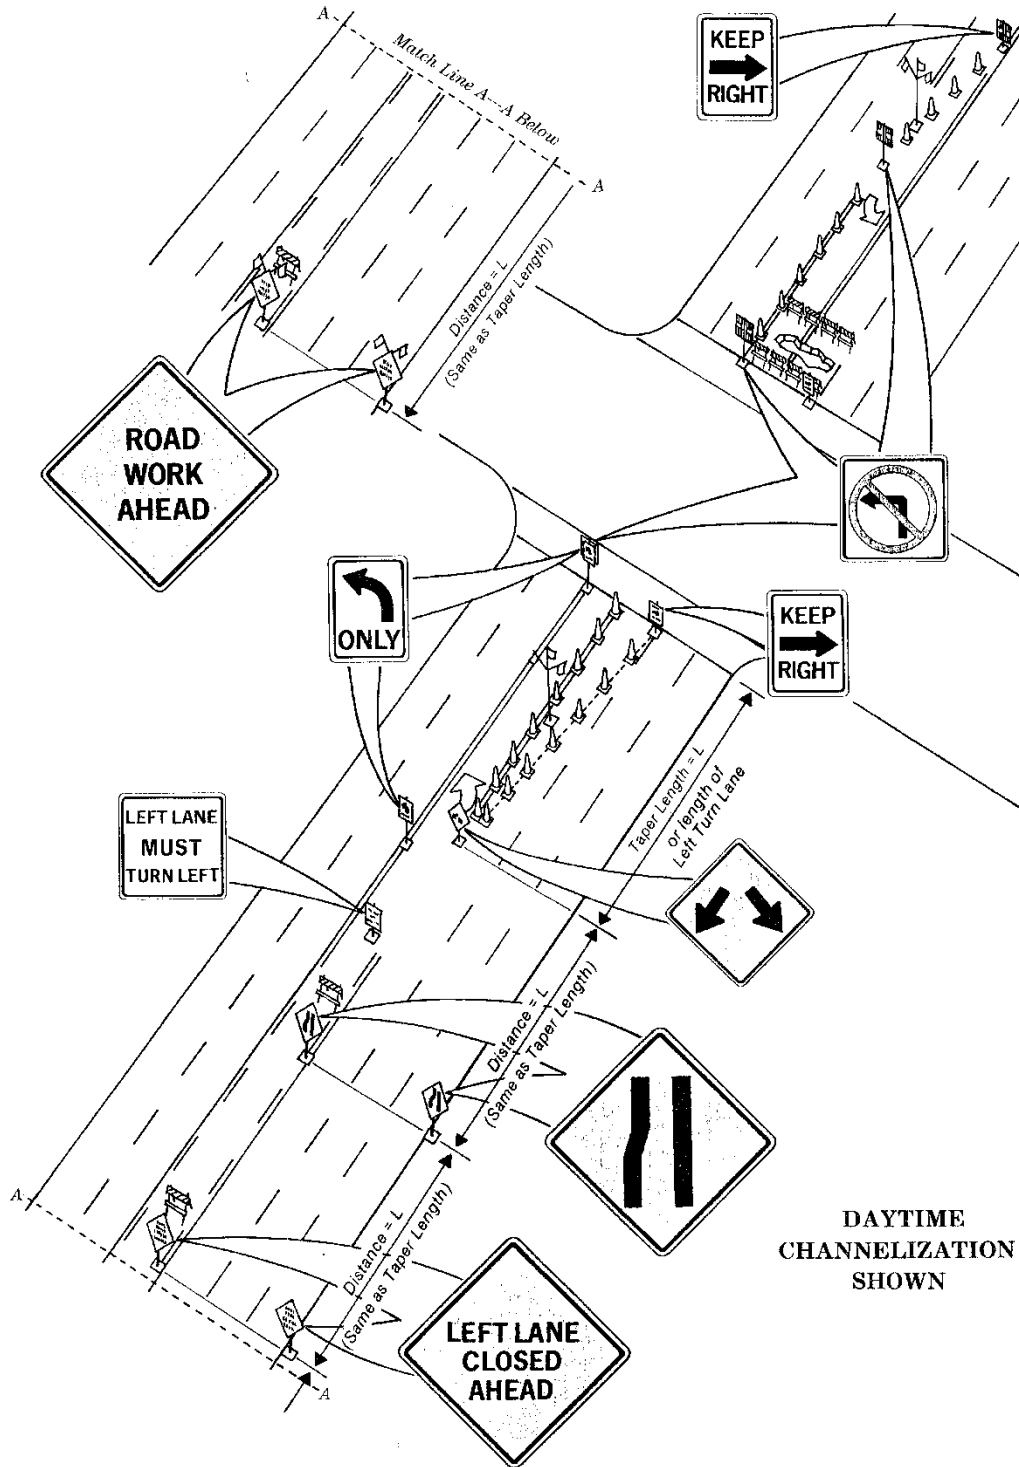 A
Match Line A—A Below
A
KEEP
RIGHT
Distance = L
(Same as Taper Length)
ROAD
WORK
AHEAD
ONLY
KEEP
RIGHT
LEFT LANE
MUST
TURN LEFT
Taper Length = L
or length of
Left Turn Lane
Distance = L
(Same as Taper Length)
A
Distance = L
(Same as Taper Length)
DAYTIME
CHANNELIZATION
SHOWN
LEFT LANE
CLOSED
AHEAD
A